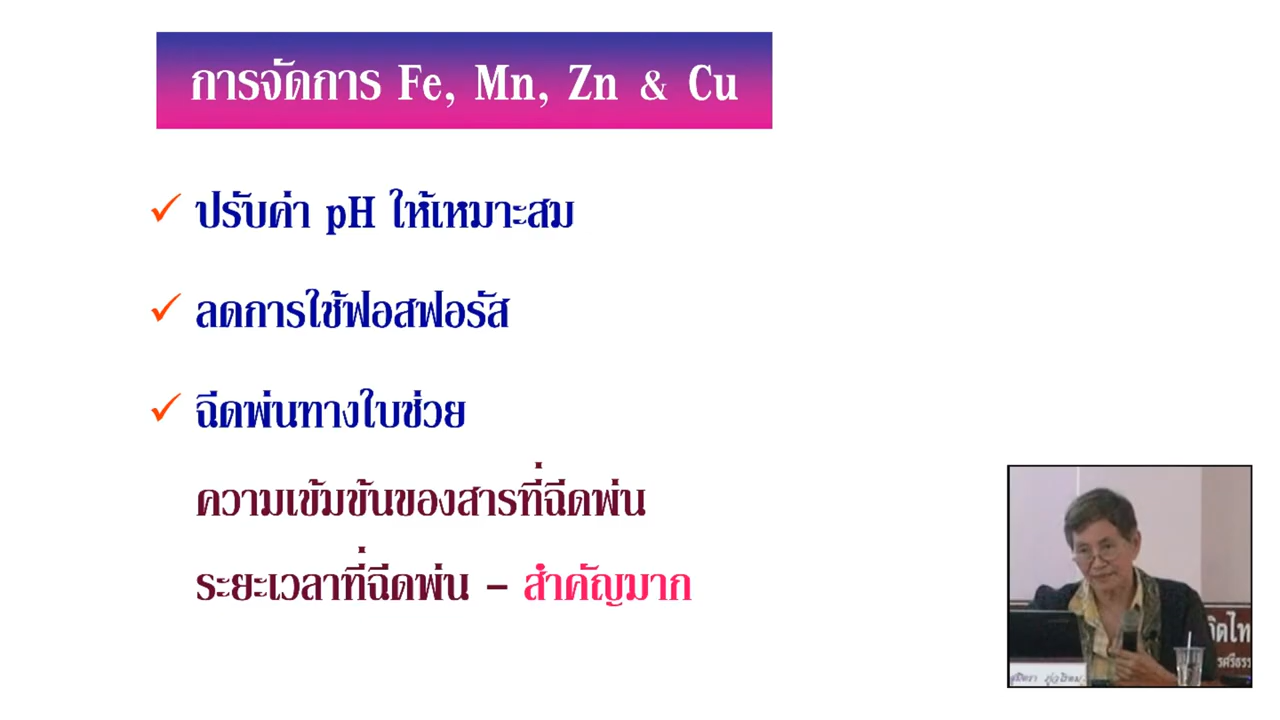 การจัดการ Fe, Mn, Zn & Cu
✓ ปรับค่า pH ให้เหมาะสม
✓ ลดการใช้ฟอสฟอรัส
✓ ฉีดพ่นทางใบช่วย
ความเข้มข้นของสารที่ฉีดพ่น
ระยะเวลาที่ฉีดพ่น – สำคัญมาก